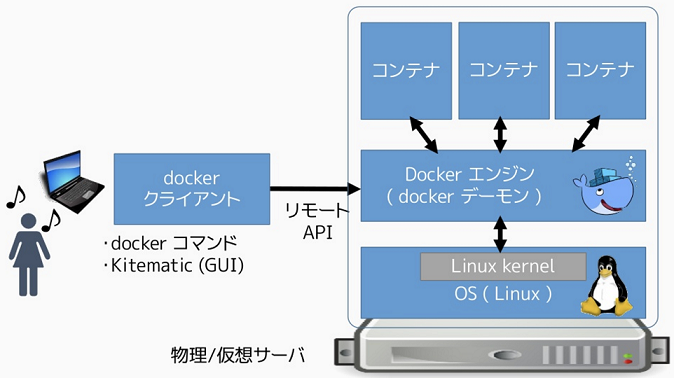 コンテナ
コンテナ
コンテナ
docker
クライアント
・docker コマンド
・Kitematic (GUI)
リモート
API
Docker エンジン
( docker デーモン )
Linux kernel
OS ( Linux )
物理/仮想サーバ